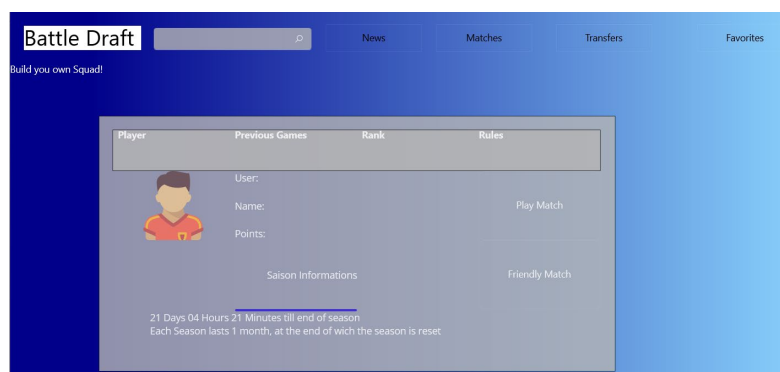 Battle Draft News Matches Transfers Favorites
Build you own Squad!
Player Previous Games Rank Rules
User:
Name: Play Match
Points:
Saison Informations Friendly Match
21 Days 04 Hours 21 Minutes till end of season
Each Season lasts 1 month, at the end of wich the season is reset